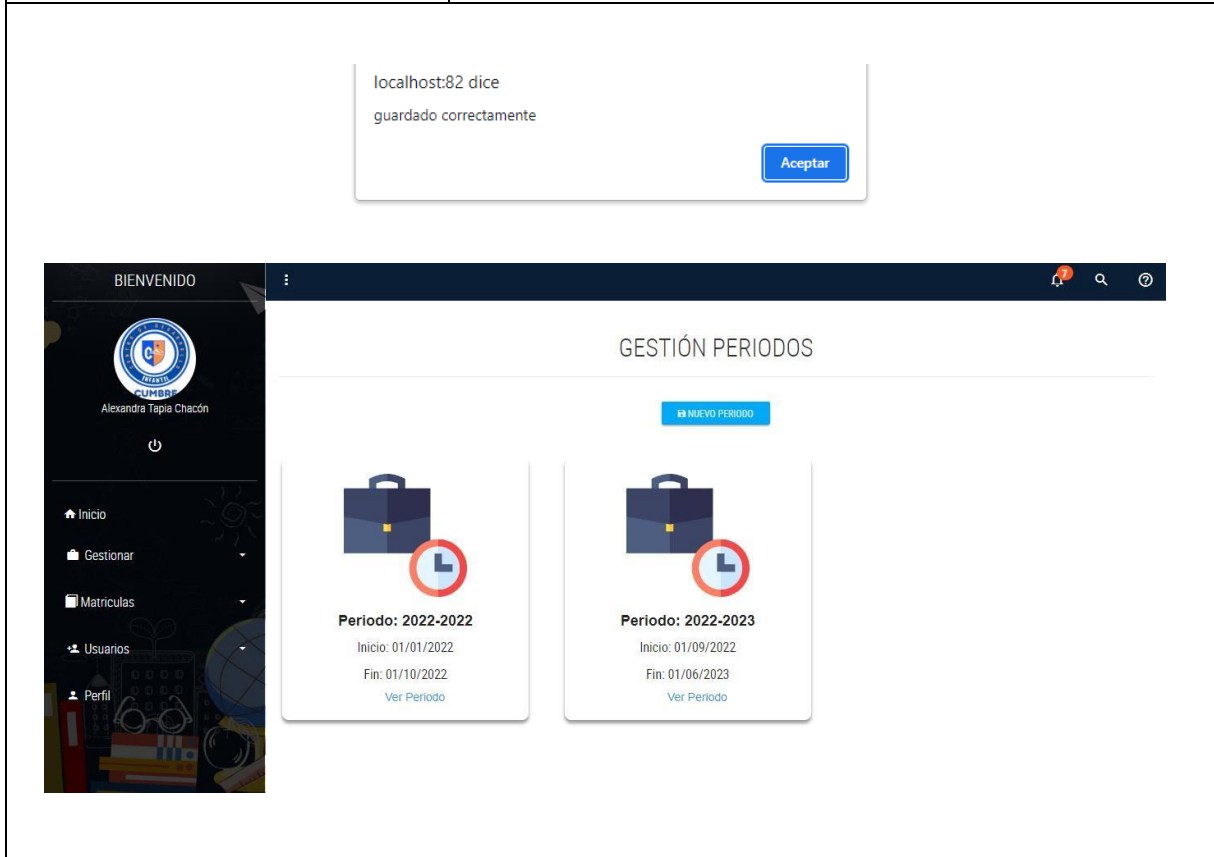 localhost:82 dice
guardado correctamente
Aceptar
BIENVENIDO
7
INFANTIL
CUMBRE
Alexandra Tapia Chacón
Inicio
Gestionar
Matriculas
Usuarios
Perfil
GESTIÓN PERIODOS
NUEVO PERIODO
Periodo: 2022-2022
Inicio: 01/01/2022
Fin: 01/10/2022
Ver Periodo
Periodo: 2022-2023
Inicio: 01/09/2022
Fin: 01/06/2023
Ver Periodo